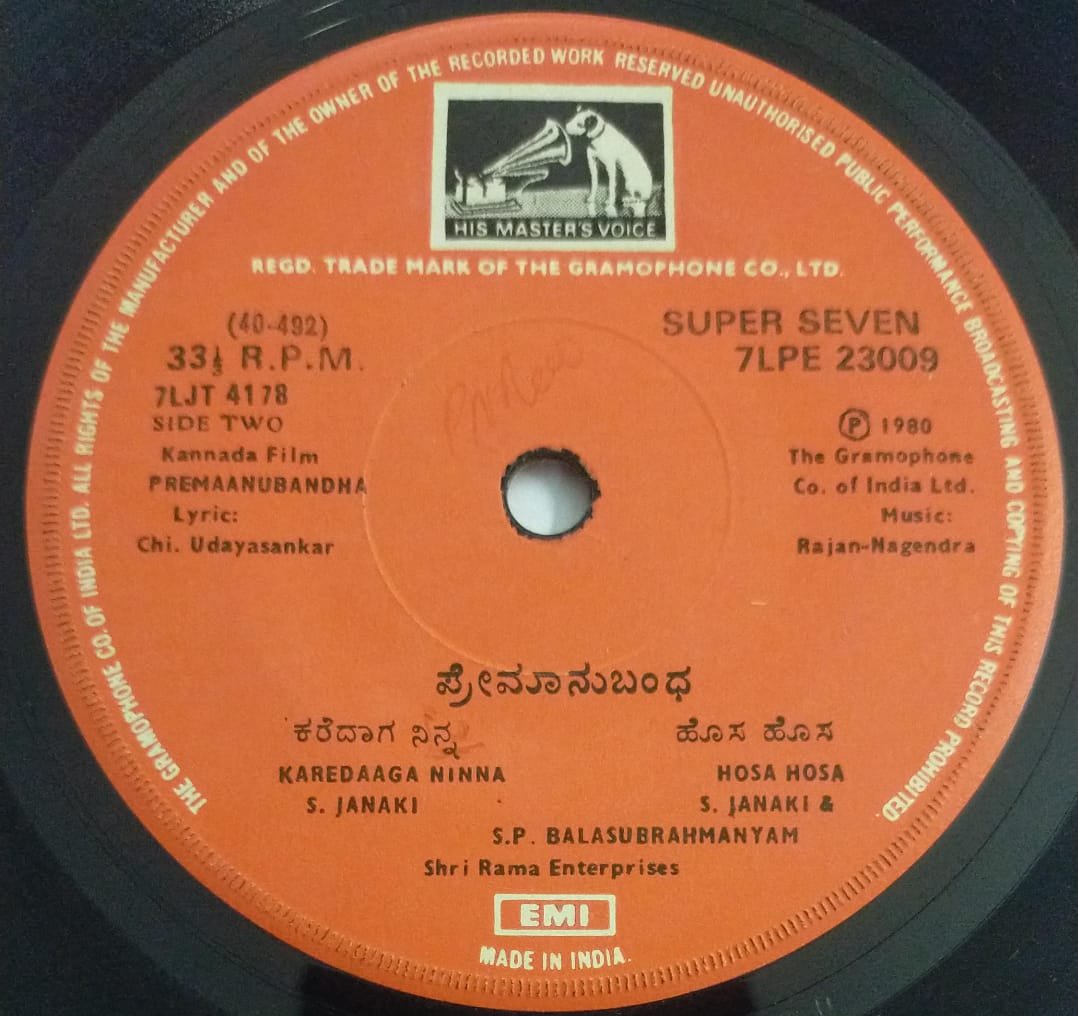 THE GRAMOPHONE CO. OF INDIA LTD. ALL RIGHTS OF THE MANUFACTURER AND OF THE OWNER OF THE RECORDED WORK RESERVED UNAUTHORISED PUBLIC PERFORMANCE BROADCASTING AND COPYING OF THIS RECORD PROHIBITED.
HIS MASTER'S VOICE
REGD. TRADE MARK OF THE GRAMOPHONE CO., LTD.
(40-492)
33⅓ R.P.M.
7LJT 4178
SIDE TWO
Kannada Film
PREMAANUBANDHA
Lyric:
Chi. Udayasankar
SUPER SEVEN
7LPE 23009
Ⓟ 1980
The Gramophone
Co. of India Ltd.
Music:
Rajan-Nagendra
ಪ್ರೇಮಾನುಬಂಧ
ಕರೆದಾಗ ನಿನ್ನ
KAREDAAGA NINNA
S. JANAKI
ಹೊಸ ಹೊಸ
HOSA HOSA
S. JANAKI &
S.P. BALASUBRAHMANYAM
Shri Rama Enterprises
EMI
MADE IN INDIA.